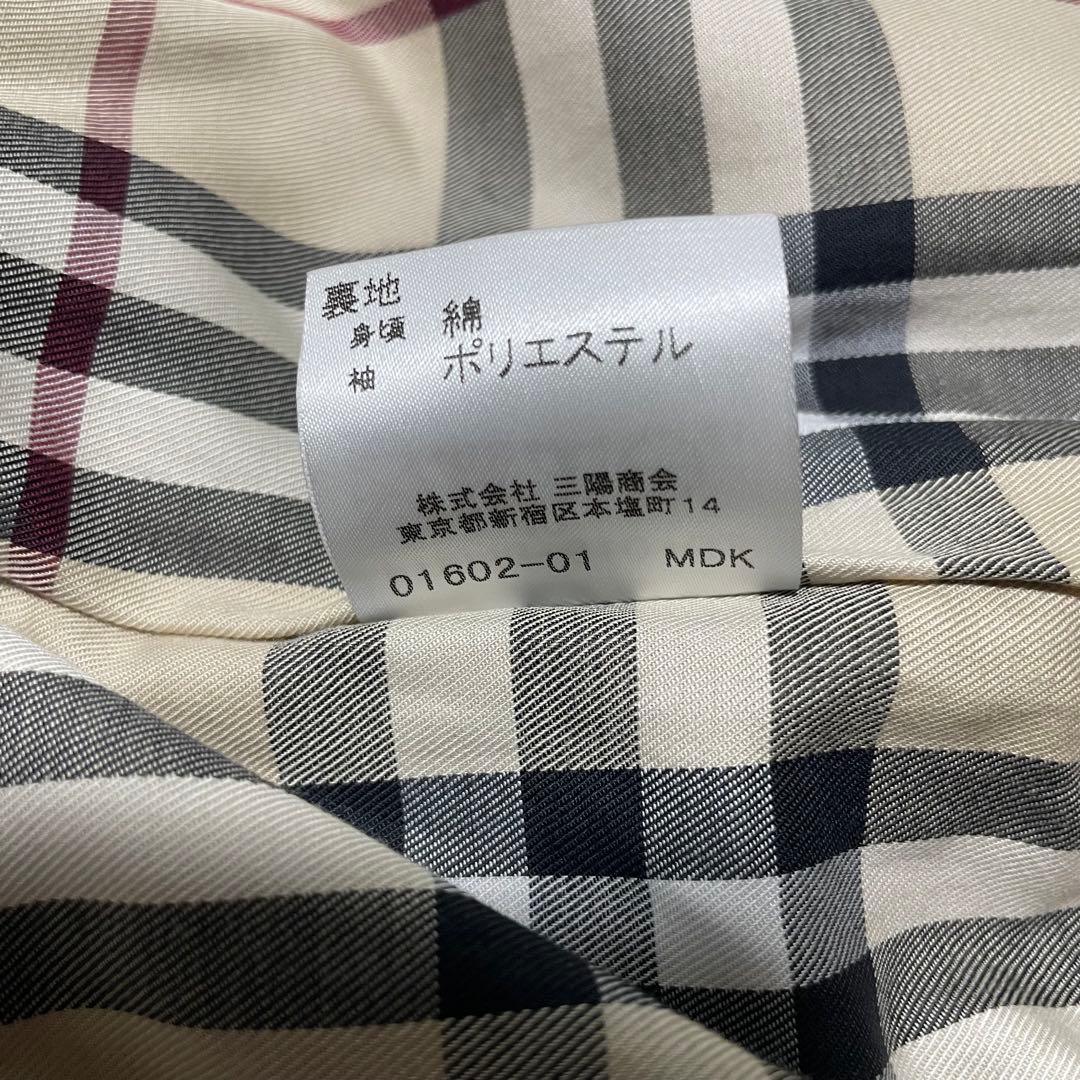 裏地
身頃 綿
袖 ポリエステル
株式会社 三陽商会
東京都新宿区本塩町14
01602-01 MDK